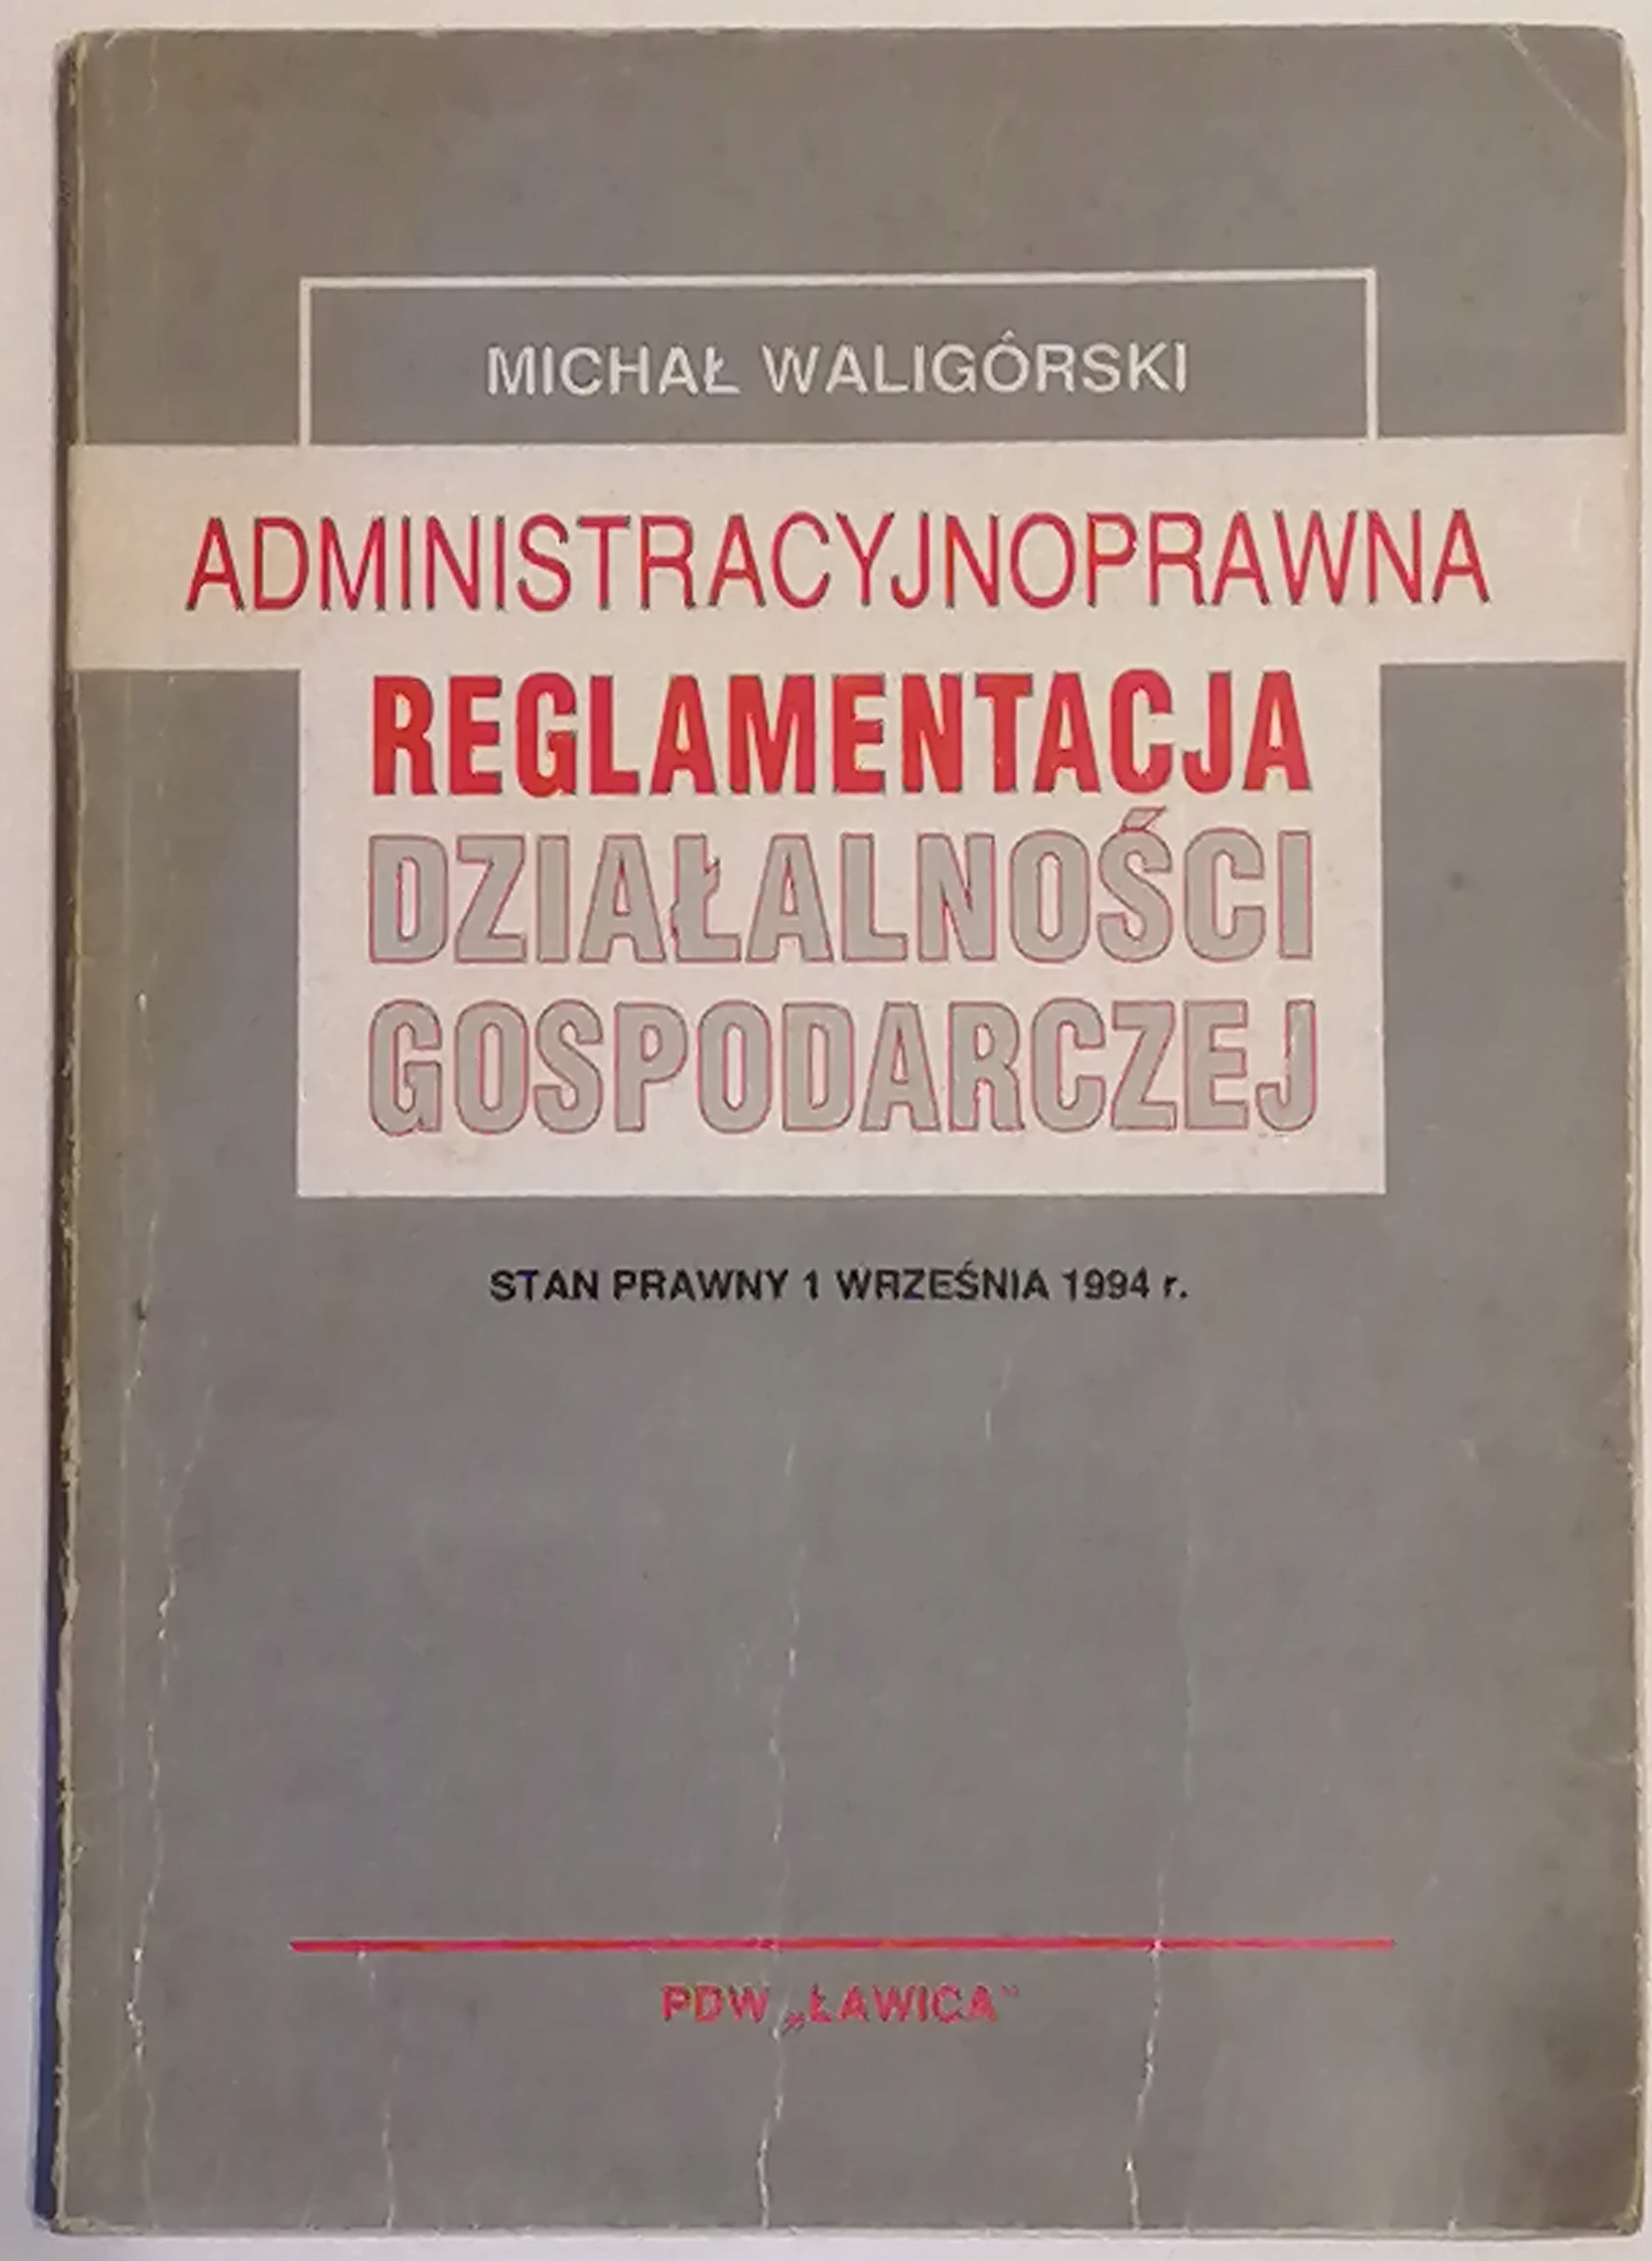 MICHAŁ WALIGÓRSKI
ADMINISTRACYJNOPRAWNA
REGLAMENTACJA
DZIAŁALNOŚCI
GOSPODARCZEJ
STAN PRAWNY 1 WRZEŚNIA 1994 r.
PDW „ŁAWICA"